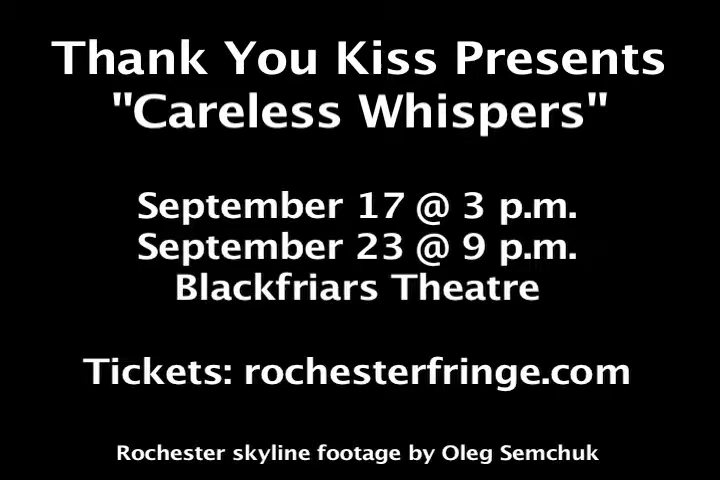 Thank You Kiss Presents
"Careless Whispers"
September 17 @ 3 p.m.
September 23 @ 9 p.m.
Blackfriars Theatre
Tickets: rochesterfringe.com
Rochester skyline footage by Oleg Semchuk